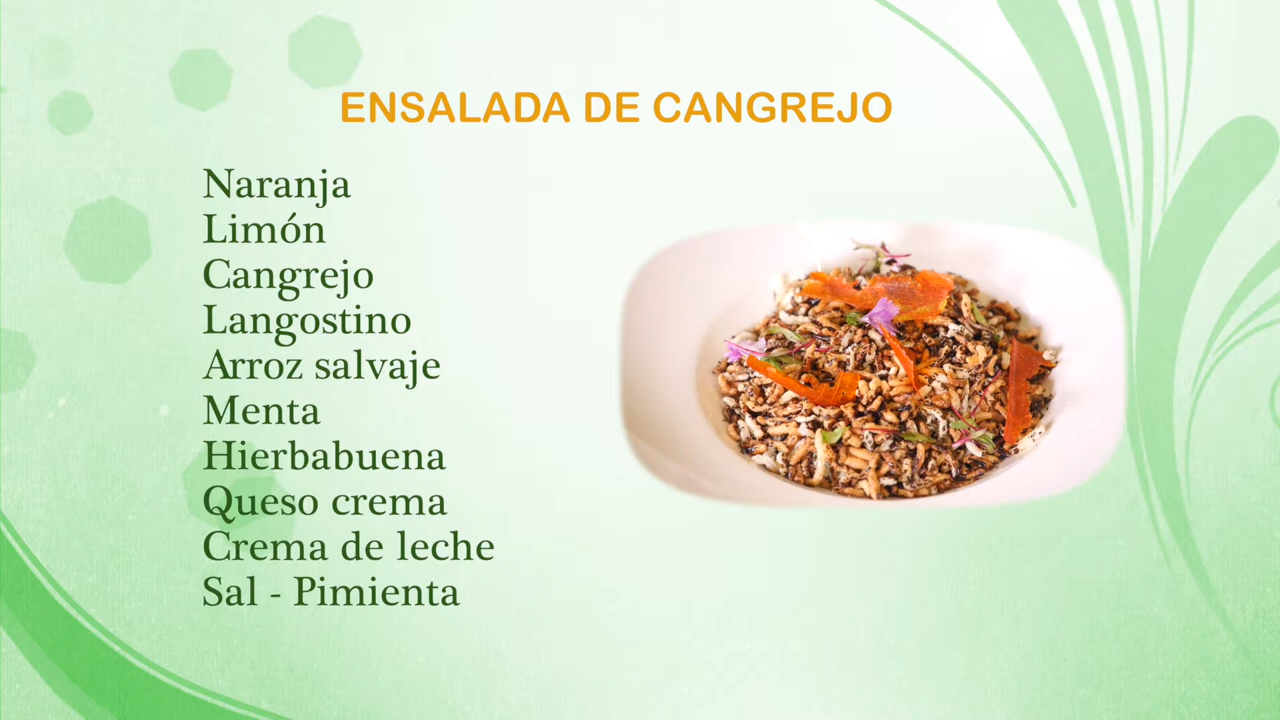 ENSALADA DE CANGREJO
Naranja
Limón
Cangrejo
Langostino
Arroz salvaje
Menta
Hierbabuena
Queso crema
Crema de leche
Sal - Pimienta